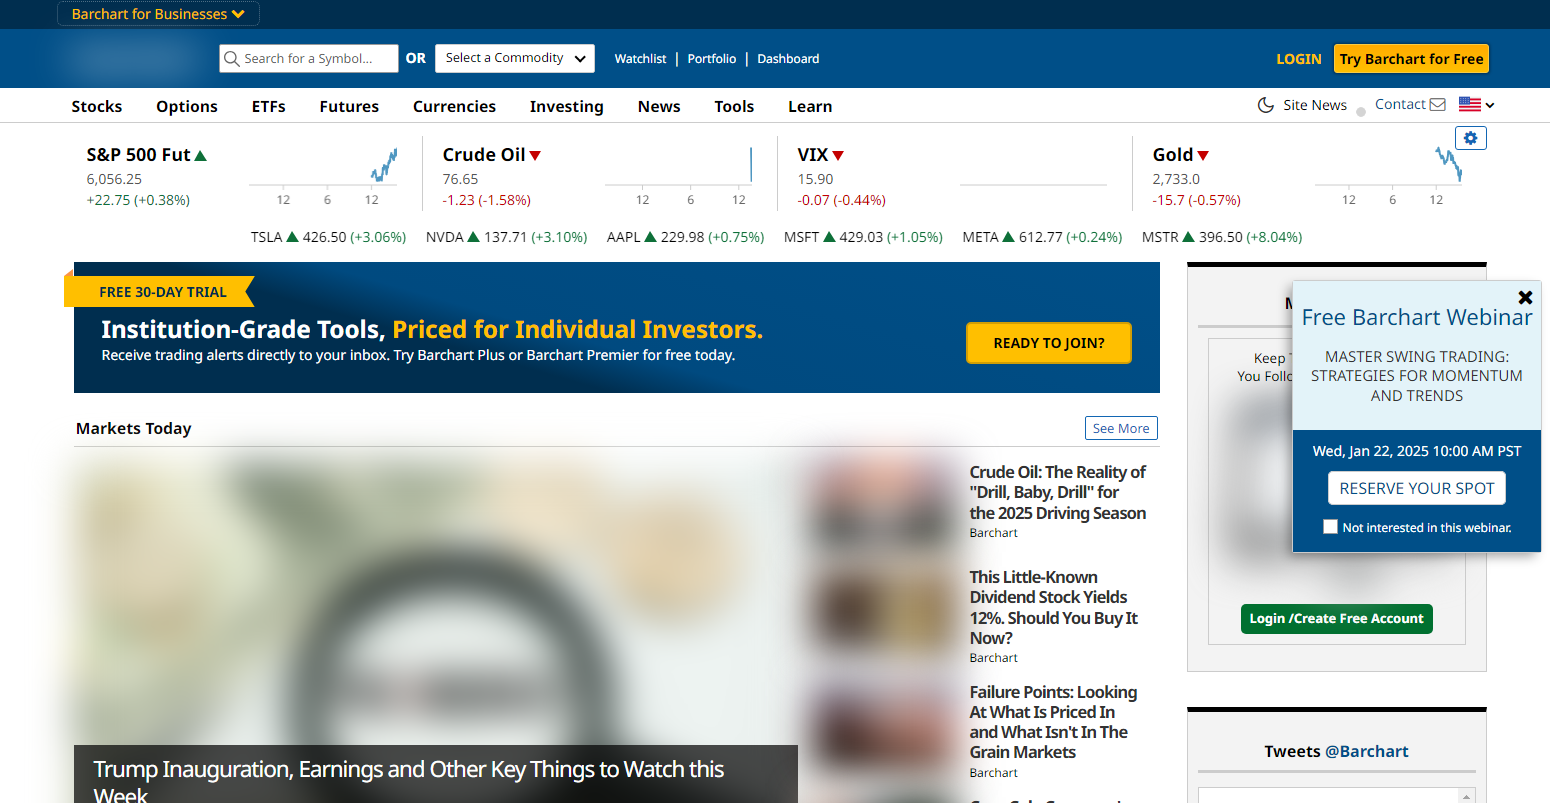 Barchart for Businesses
Search for a Symbol...
OR
Select a Commodity
Watchlist | Portfolio | Dashboard
LOGIN
Try Barchart for Free
Stocks
Options
ETFs
Futures
Currencies
Investing
News
Tools
Learn
Site News
Contact
S&P 500 Fut
6,056.25
+22.75 (+0.38%)
12 6 12
Crude Oil
76.65
-1.23 (-1.58%)
12 6 12
VIX
15.90
-0.07 (-0.44%)
Gold
2,733.0
-15.7 (-0.57%)
12 6 12
TSLA 426.50 (+3.06%)
NVDA 137.71 (+3.10%)
AAPL 229.98 (+0.75%)
MSFT 429.03 (+1.05%)
META 612.77 (+0.24%)
MSTR 396.50 (+8.04%)
FREE 30-DAY TRIAL
Institution-Grade Tools, Priced for Individual Investors.
Receive trading alerts directly to your inbox. Try Barchart Plus or Barchart Premier for free today.
READY TO JOIN?
Markets Today
See More
Trump Inauguration, Earnings and Other Key Things to Watch this
Week
Crude Oil: The Reality of
"Drill, Baby, Drill" for
the 2025 Driving Season
Barchart
This Little-Known
Dividend Stock Yields
12%. Should You Buy It
Now?
Barchart
Failure Points: Looking
At What Is Priced In
and What Isn't In The
Grain Markets
Barchart
Keep
You
Free Barchart Webinar
MASTER SWING TRADING:
STRATEGIES FOR MOMENTUM
AND TRENDS
Wed, Jan 22, 2025 10:00 AM PST
RESERVE YOUR SPOT
Not interested in this webinar.
Login /Create Free Account
Tweets @Barchart